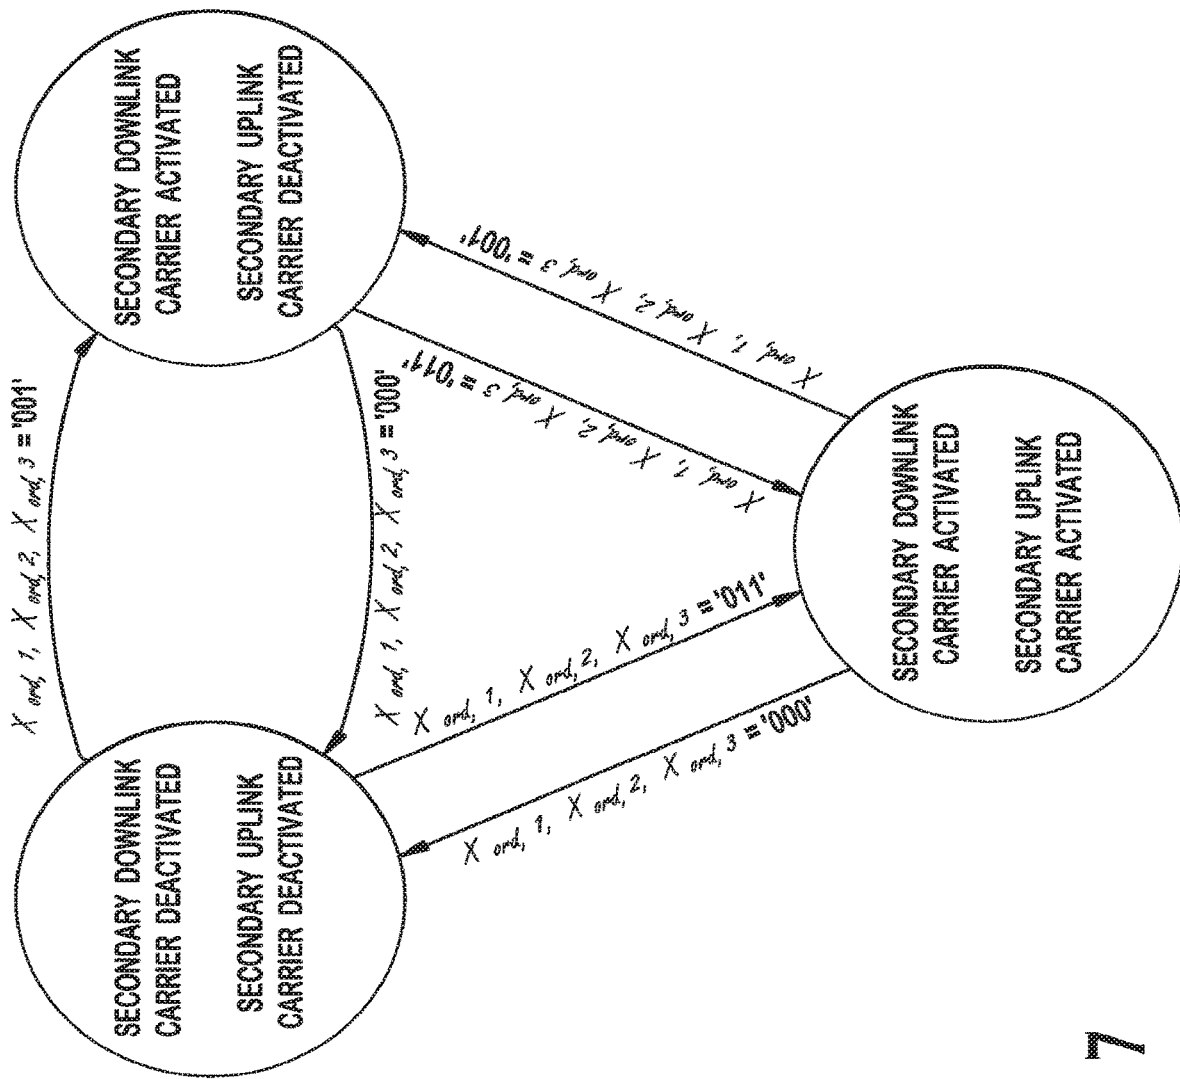 SECONDARY DOWNLINK
CARRIER DEACTIVATED
SECONDARY UPLINK
CARRIER DEACTIVATED
X ord, 1, X ord, 2, X ord, 3 = '001'
X ord, 1, X ord, 2, X ord, 3 = '000'
SECONDARY DOWNLINK
CARRIER ACTIVATED
SECONDARY UPLINK
CARRIER DEACTIVATED
X ord, 1, X ord, 2, X ord, 3 = '011'
X ord, 1, X ord, 2, X ord, 3 = '000'
X ord, 1, X ord, 2, X ord, 3 = '011'
X ord, 1, X ord, 2, X ord, 3 = '001'
SECONDARY DOWNLINK
CARRIER ACTIVATED
SECONDARY UPLINK
CARRIER ACTIVATED
7